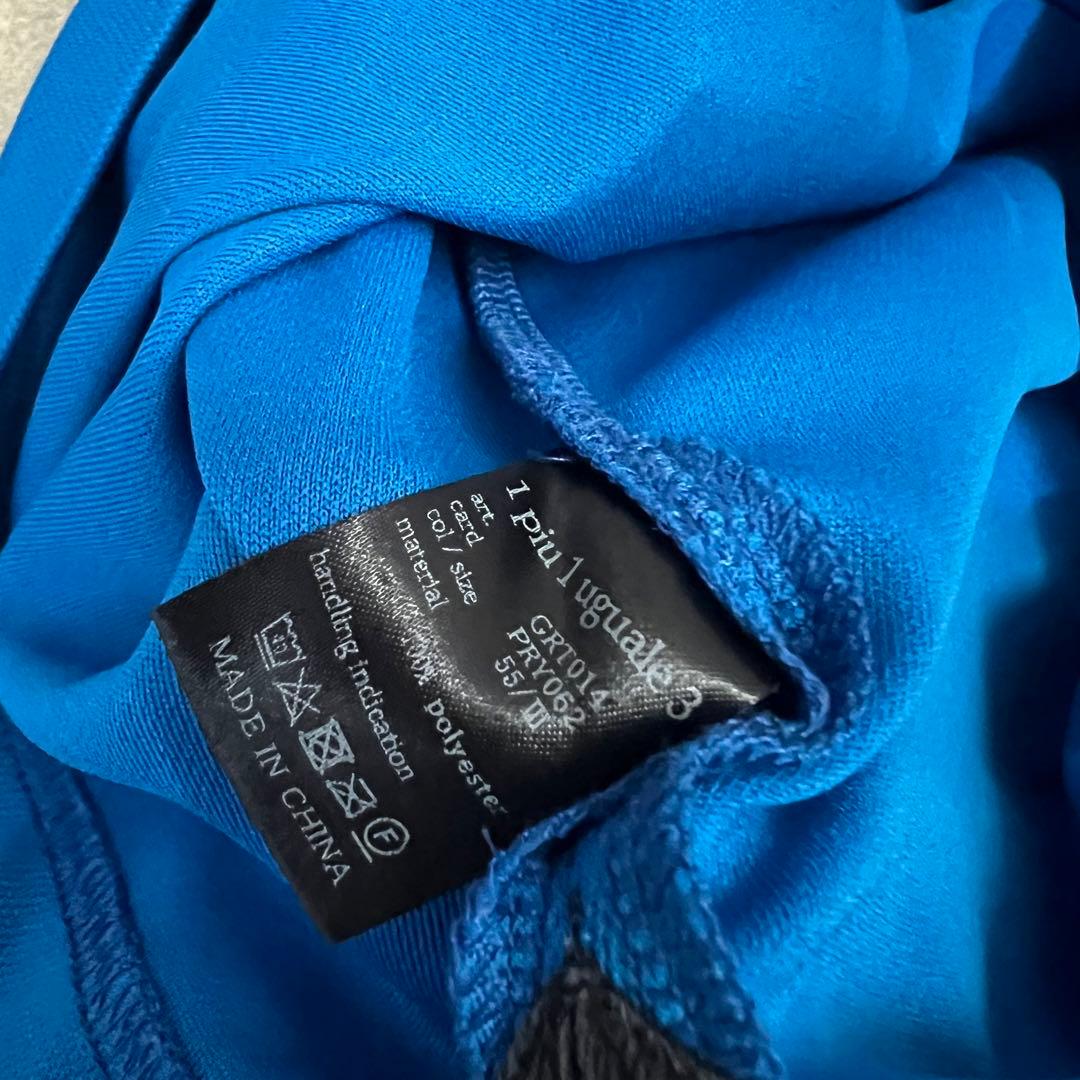 1 piu 1 uguale 3
art. GRT014
card PRY062
col / size 55/Ⅲ
material
polyester
handling indication
F
MADE IN CHINA